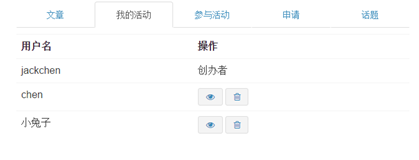 文章 我的活动 参与活动 申请 话题
用户名 操作
jackchen 创办者
chen
小兔子